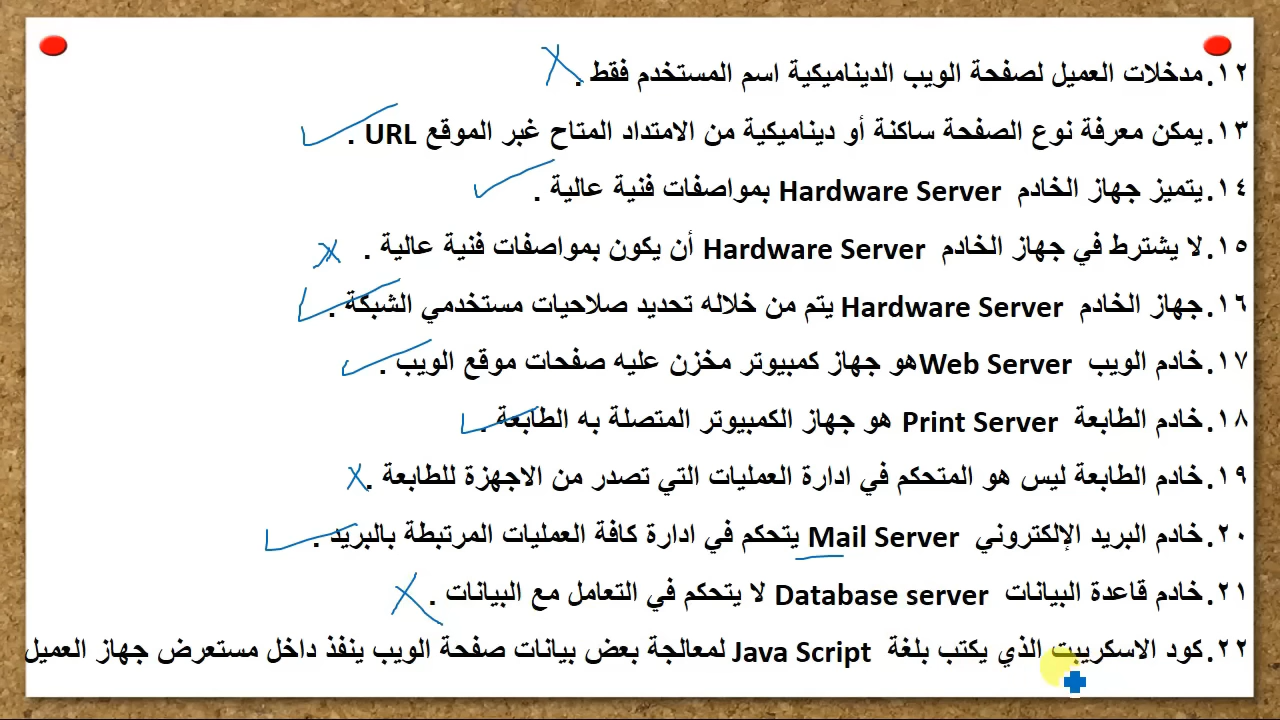 ١٢. مدخلات العميل لصفحة الويب الديناميكية اسم المستخدم فقط .
١٣. يمكن معرفة نوع الصفحة ساكنة أو ديناميكية من الامتداد المتاح غبر الموقع URL .
١٤. يتميز جهاز الخادم Hardware Server بمواصفات فنية عالية .
١٥. لا يشترط في جهاز الخادم Hardware Server أن يكون بمواصفات فنية عالية .
١٦. جهاز الخادم Hardware Server يتم من خلاله تحديد صلاحيات مستخدمي الشبكة .
١٧. خادم الويب Web Server هو جهاز كمبيوتر مخزن عليه صفحات موقع الويب .
١٨. خادم الطابعة Print Server هو جهاز الكمبيوتر المتصلة به الطابعة .
١٩. خادم الطابعة ليس هو المتحكم في ادارة العمليات التي تصدر من الاجهزة للطابعة .
٢٠. خادم البريد الإلكتروني Mail Server يتحكم في ادارة كافة العمليات المرتبطة بالبريد .
٢١. خادم قاعدة البيانات Database server لا يتحكم في التعامل مع البيانات .
٢٢. كود الاسكريبت الذي يكتب بلغة Java Script لمعالجة بعض بيانات صفحة الويب ينفذ داخل مستعرض جهاز العميل